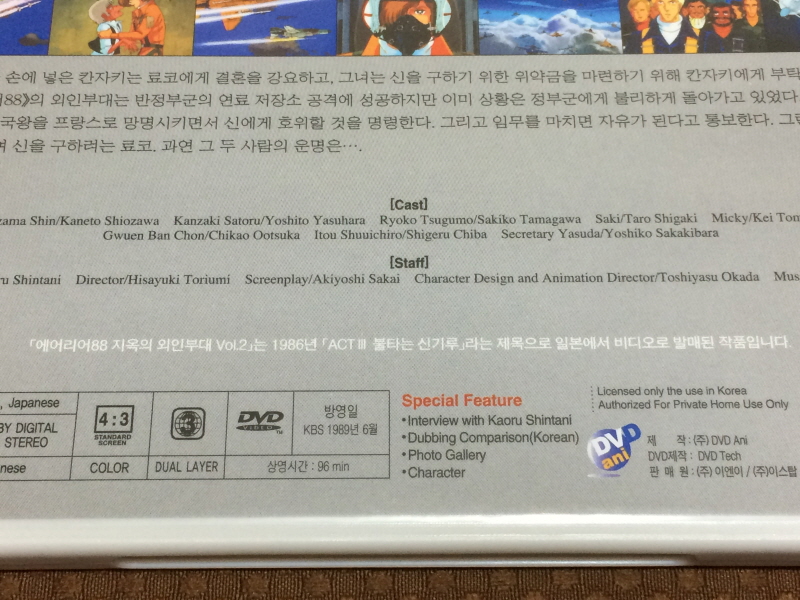 손에 넣은 칸자키는 료코에게 결혼을 강요하고, 그녀는 신을 구하기 위한 위약금을 마련하기 위해 칸자키에게 부탁
88》의 외인부대는 반정부군의 연료 저장소 공격에 성공하지만 이미 상황은 정부군에게 불리하게 돌아가고 있었다.
국왕을 프랑스로 망명시키면서 신에게 호위할 것을 명령한다. 그리고 임무를 마치면 자유가 된다고 통보한다.
며 신을 구하려는 료코. 과연 그 두 사람의 운명은….
[Cast]
zama Shin/Kaneto Shiozawa Kanzaki Satoru/Yoshito Yasuhara Ryoko Tsugumo/Sakiko Tamagawa Saki/Taro Shigaki Micky/Kei Ton
Gwuen Ban Chon/Chikao Ootsuka Itou Shuuichiro/Shigeru Chiba Secretary Yasuda/Yoshiko Sakakibara
[Staff]
ru Shintani Director/Hisayuki Toriumi Screenplay/Akiyoshi Sakai Character Design and Animation Director/Toshiyasu Okada Mus
「에어리어88 지옥의 외인부대 Vol.2」는 1986년 「ACT III 불타는 신기루」라는 제목으로 일본에서 비디오로 발매된 작품입니다.
, Japanese
BY DIGITAL
STEREO
nese
4:3
STANDARD
SCREEN
COLOR
3
DUAL LAYER
DVD
VIDEO™
방영일
KBS 1989년 6월
상영시간 : 96 min
Special Feature
•Interview with Kaoru Shintani
•Dubbing Comparison(Korean)
•Photo Gallery
•Character
Licensed only the use in Korea
Authorized For Private Home Use Only
DVD
ani
제 작 : (주) DVD Ani
DVD제작 : DVD Tech
판 매 원 : (주) 이엔이 / (주)이스탑